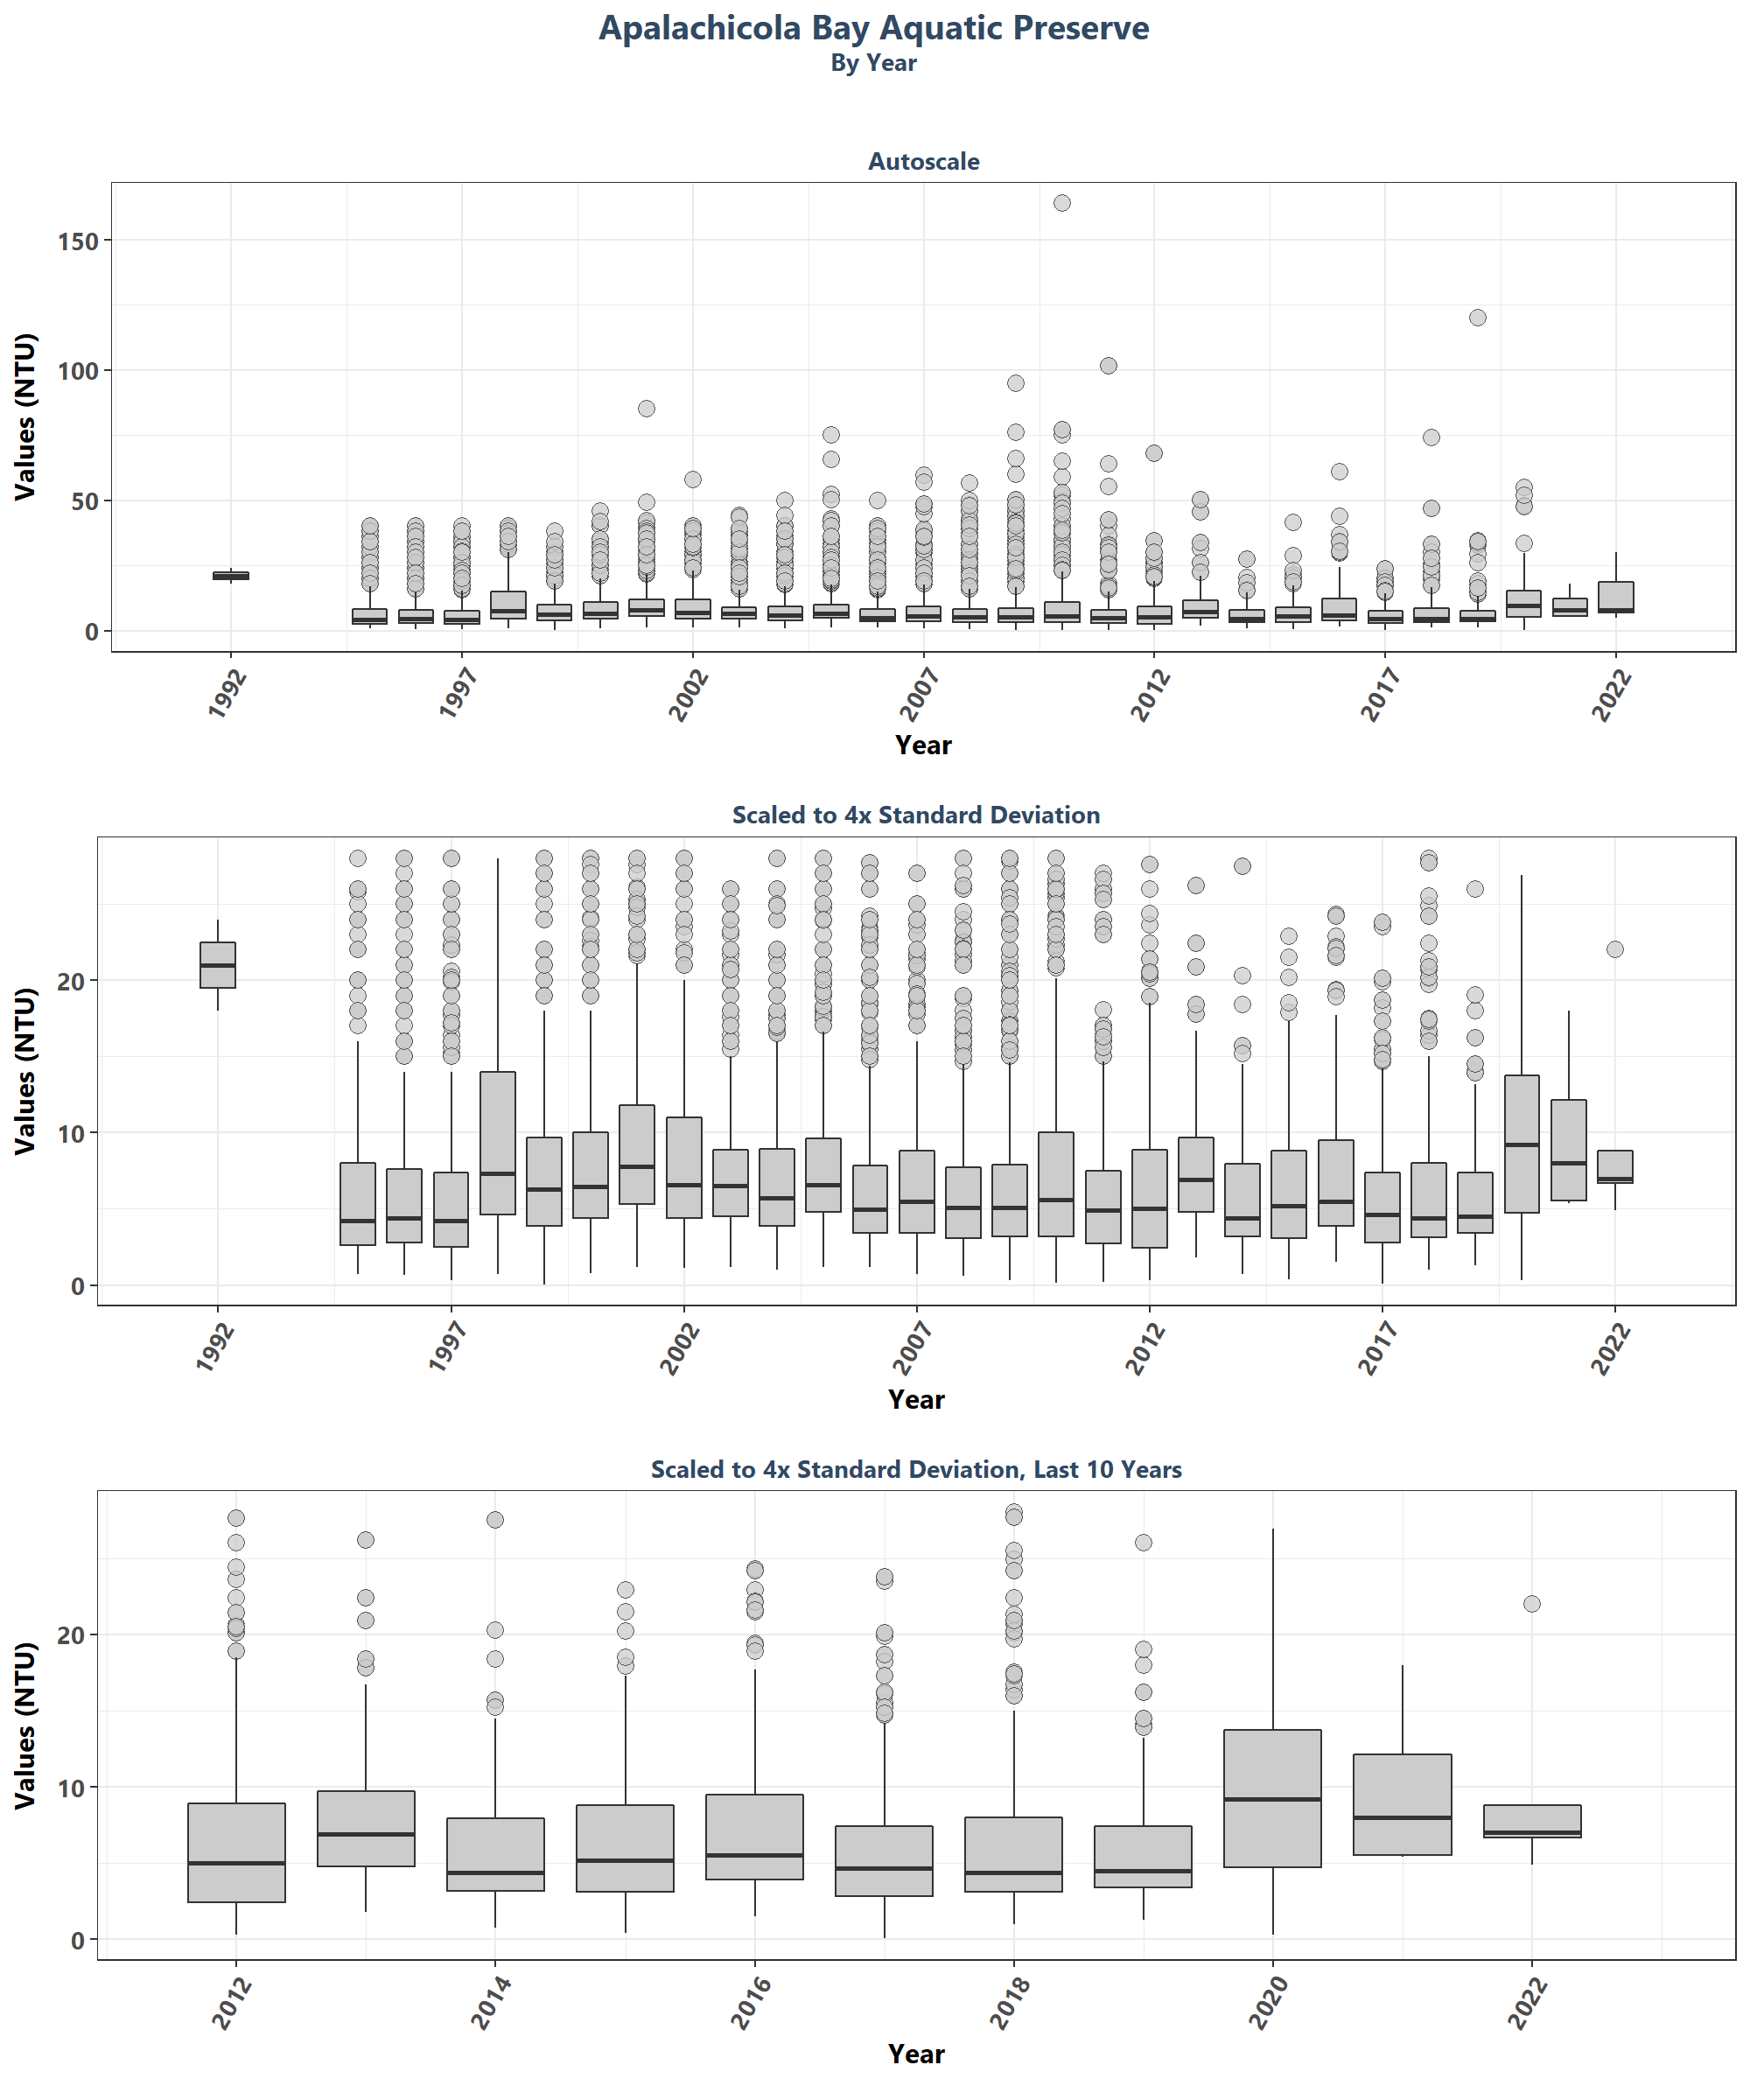 Apalachicola Bay Aquatic Preserve
By Year
Autoscale
Values (NTU)
150
100
50
0
1992 1997 2002 2007 2012 2017 2022
Year
Scaled to 4x Standard Deviation
Values (NTU)
20
10
0
1992 1997 2002 2007 2012 2017 2022
Year
Scaled to 4x Standard Deviation, Last 10 Years
Values (NTU)
20
10
0
2012 2014 2016 2018 2020 2022
Year